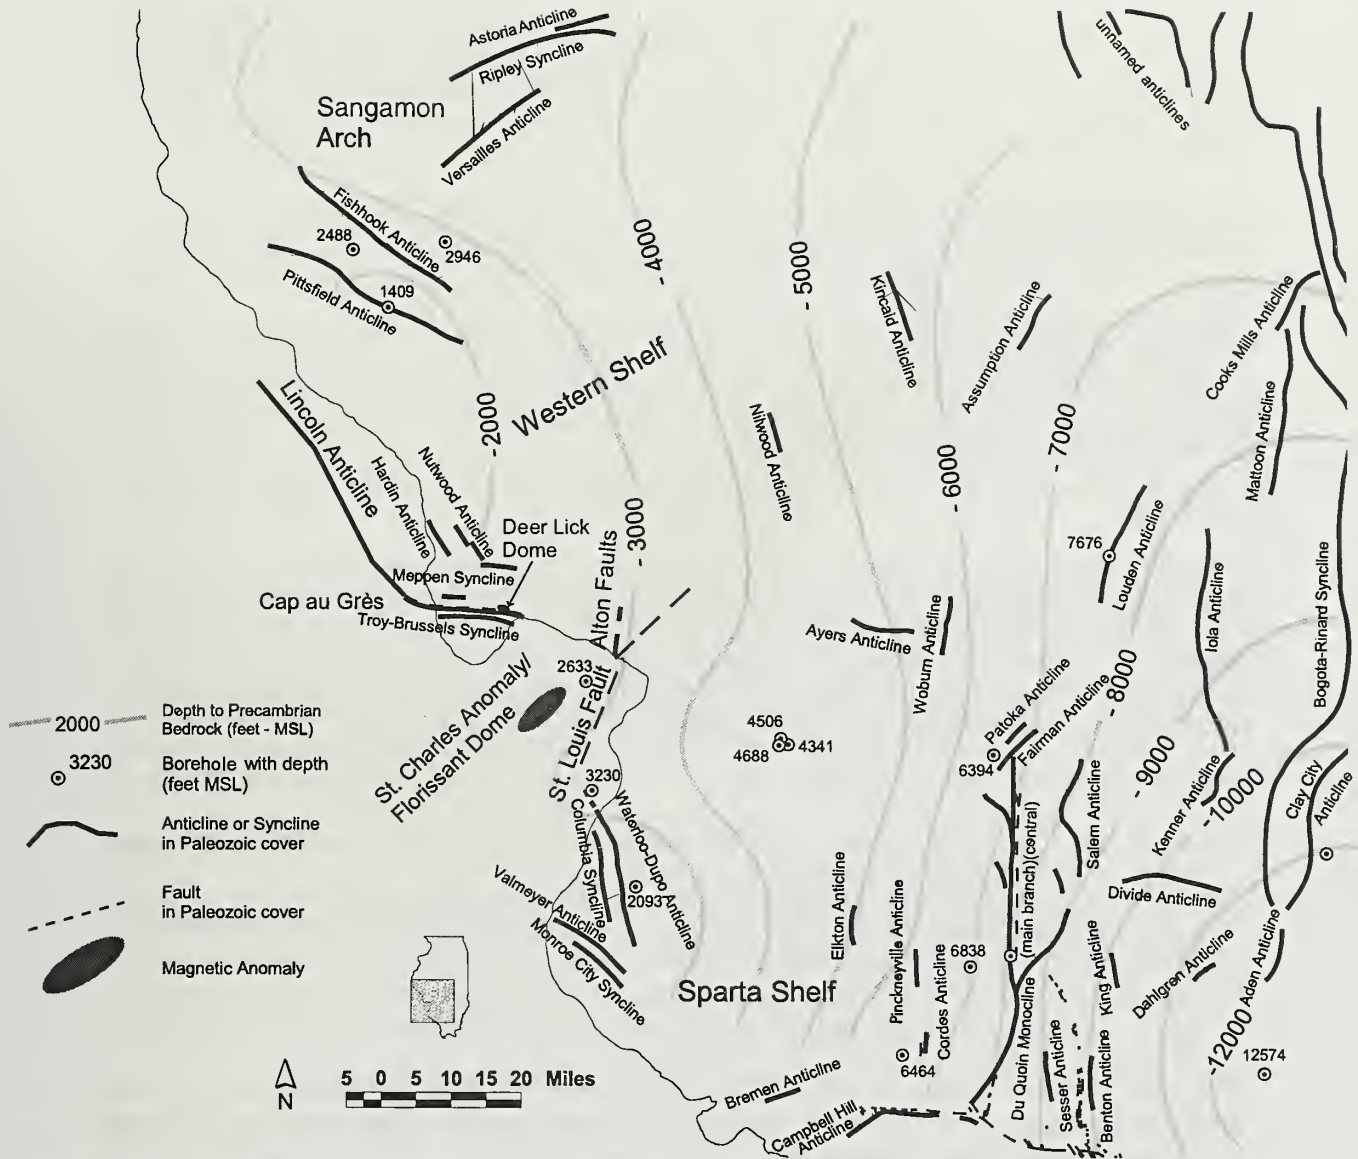 Astoria Anticline
Ripley Syncline
Versailles Anticline
Sangamon
Arch
unnamed anticlines
Fishhook Anticline
2488
2946
1409
Pittsfield Anticline
- 4000
- 5000
Kincaid Anticline
Assumption Anticline
Cooks Mills Anticline
Western Shelf
- 2000
Nilwood Anticline
- 7000
Mattoon Anticline
Lincoln Anticline
Hardin Anticline
Nutwood Anticline
- 6000
- 3000
Deer Lick
Dome
Meppen Syncline
Alton Faults
7676
Louden Anticline
Iola Anticline
Bogota-Rinard Syncline
Cap au Grès
Troy-Brussels Syncline
Ayers Anticline
Woburn Anticline
2633
St. Charles Anomaly/
Florissant Dome
St. Louis Fault
- 8000
Patoka Anticline
Fairman Anticline
6394
4506
4688
4341
- 9000
-10000
Kenner Anticline
Clay City
Anticline
3230
Columbia Syncline
Waterloo-Dupo Anticline
2093
Valmeyer Anticline
Monroe City Syncline
Salem Anticline
(main branch)(central)
Divide Anticline
Elkton Anticline
Pinckneyville Anticline
6838
Cordes Anticline
6464
Sparta Shelf
King Anticline
Dahlgren Anticline
Aden Anticline
-12000
12574
Du Quoin Monocline
Sesser Anticline
Benton Anticline
Bremen Anticline
Campbell Hill
Anticline
2000
Depth to Precambrian
Bedrock (feet - MSL)
3230
Borehole with depth
(feet MSL)
Anticline or Syncline
in Paleozoic cover
Fault
in Paleozoic cover
Magnetic Anomaly
N
5 0 5 10 15 20 Miles